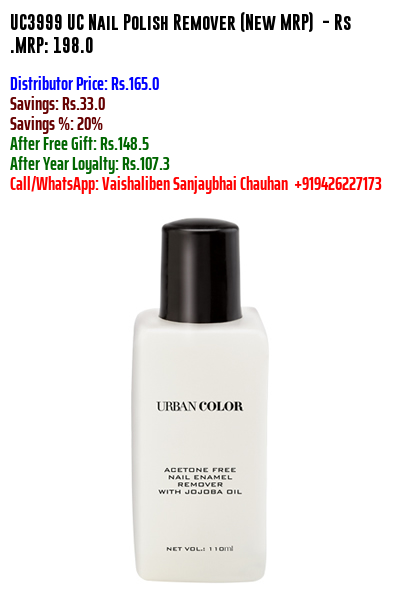 UC3999 UC Nail Polish Remover (New MRP) - Rs
.MRP: 198.0
Distributor Price: Rs.165.0
Savings: Rs.33.0
Savings %: 20%
After Free Gift: Rs.148.5
After Year Loyalty: Rs.107.3
Call/WhatsApp: Vaishaliben Sanjaybhai Chauhan +919426227173
URBAN COLOR
ACETONE FREE
NAIL ENAMEL
REMOVER
WITH JOJOBA OIL
NET VOL.: 110ml